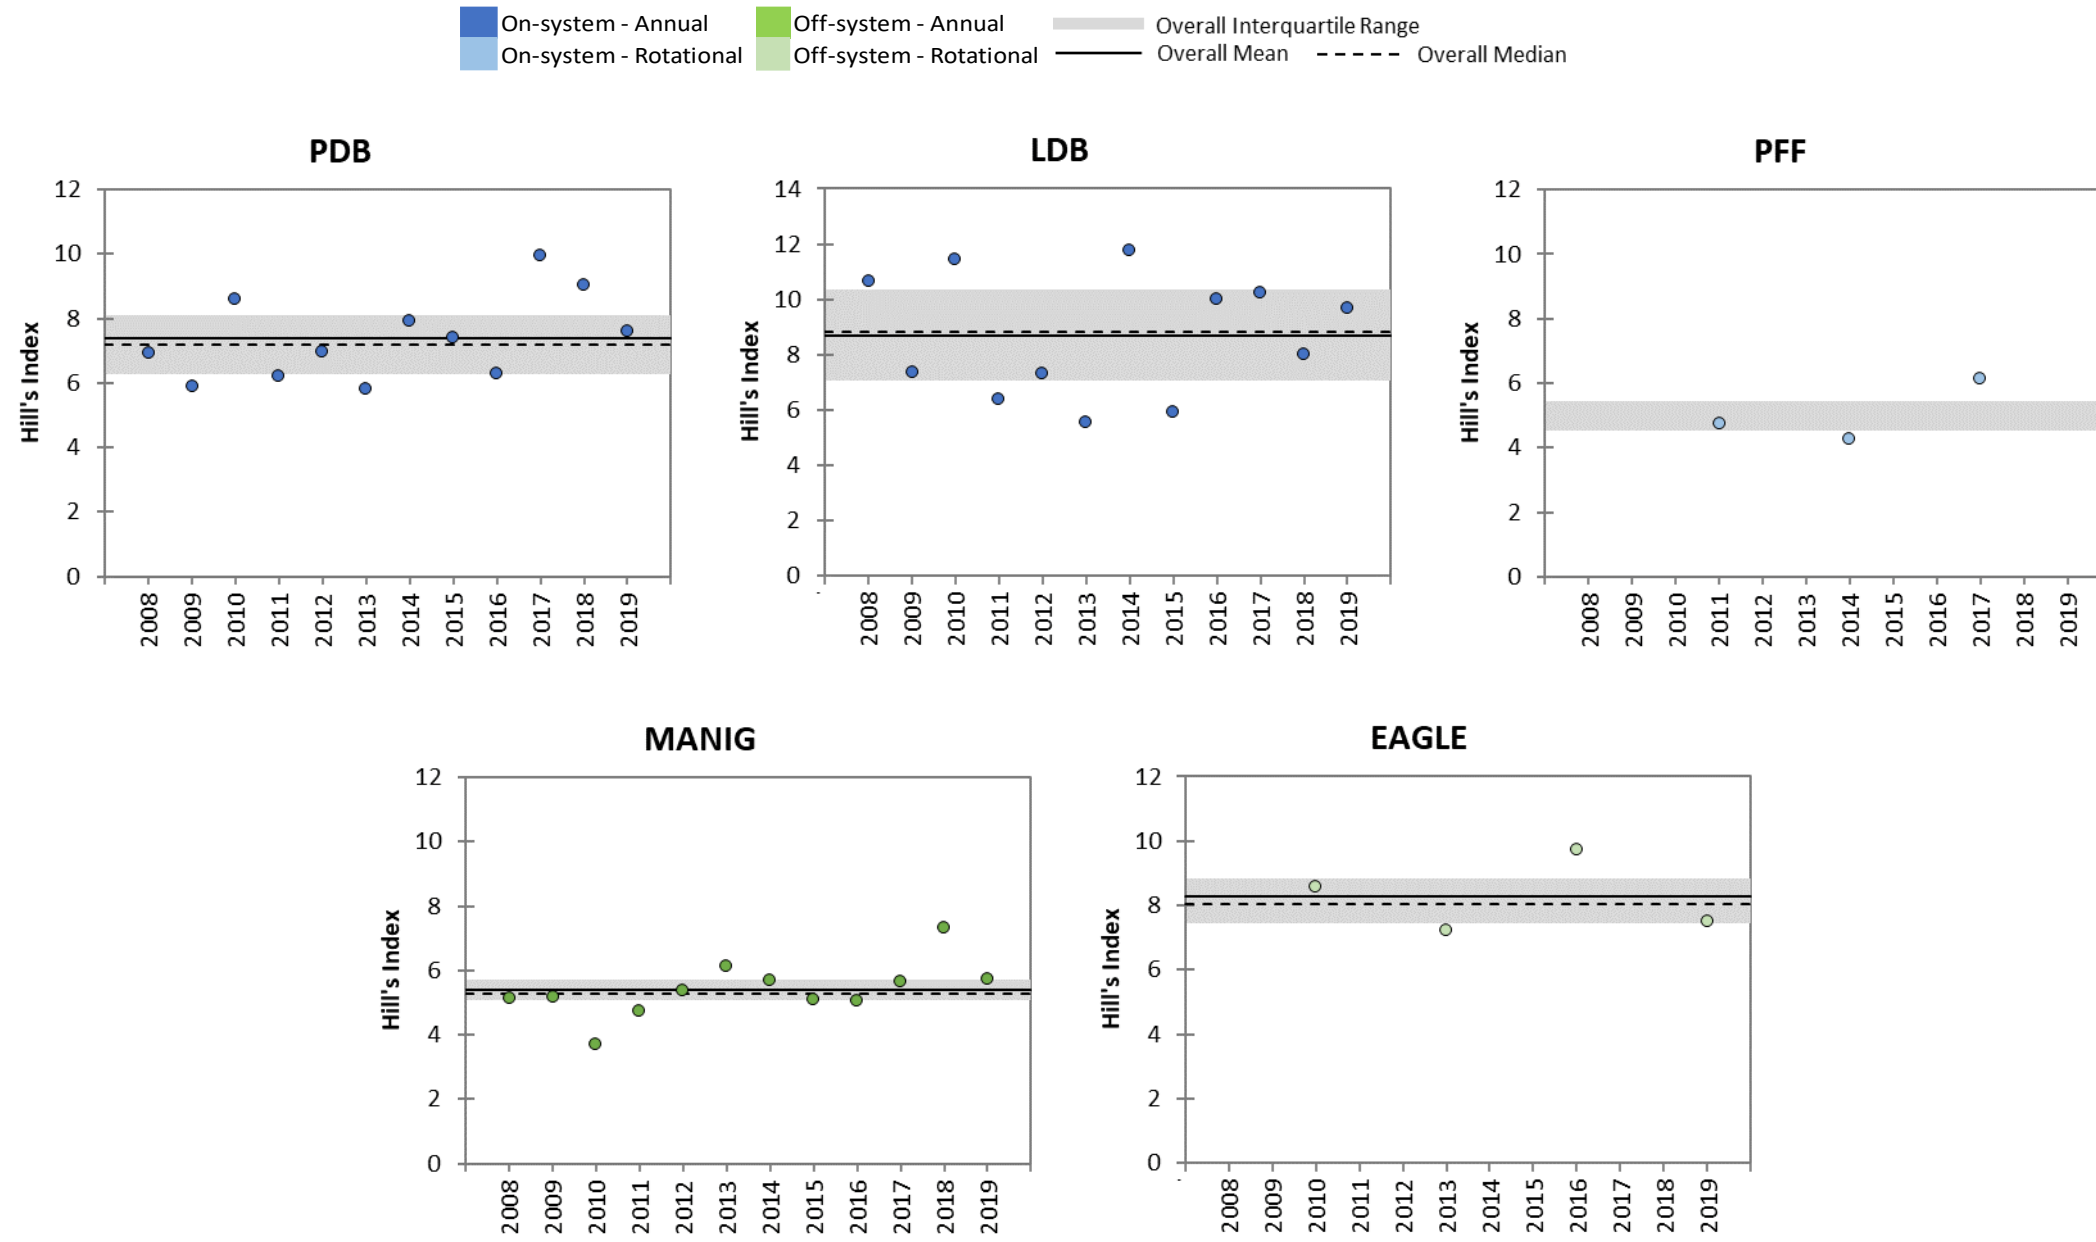 On-system - Annual Off-system - Annual Overall Interquartile Range
On-system - Rotational Off-system - Rotational Overall Mean Overall Median
PDB
Hill's Index
12
10
8
6
4
2
0
2008 2009 2010 2011 2012 2013 2014 2015 2016 2017 2018 2019
LDB
Hill's Index
14
12
10
8
6
4
2
0
2008 2009 2010 2011 2012 2013 2014 2015 2016 2017 2018 2019
PFF
Hill's Index
12
10
8
6
4
2
0
2008 2009 2010 2011 2012 2013 2014 2015 2016 2017 2018 2019
MANIG
Hill's Index
12
10
8
6
4
2
0
2008 2009 2010 2011 2012 2013 2014 2015 2016 2017 2018 2019
EAGLE
Hill's Index
12
10
8
6
4
2
0
2008 2009 2010 2011 2012 2013 2014 2015 2016 2017 2018 2019